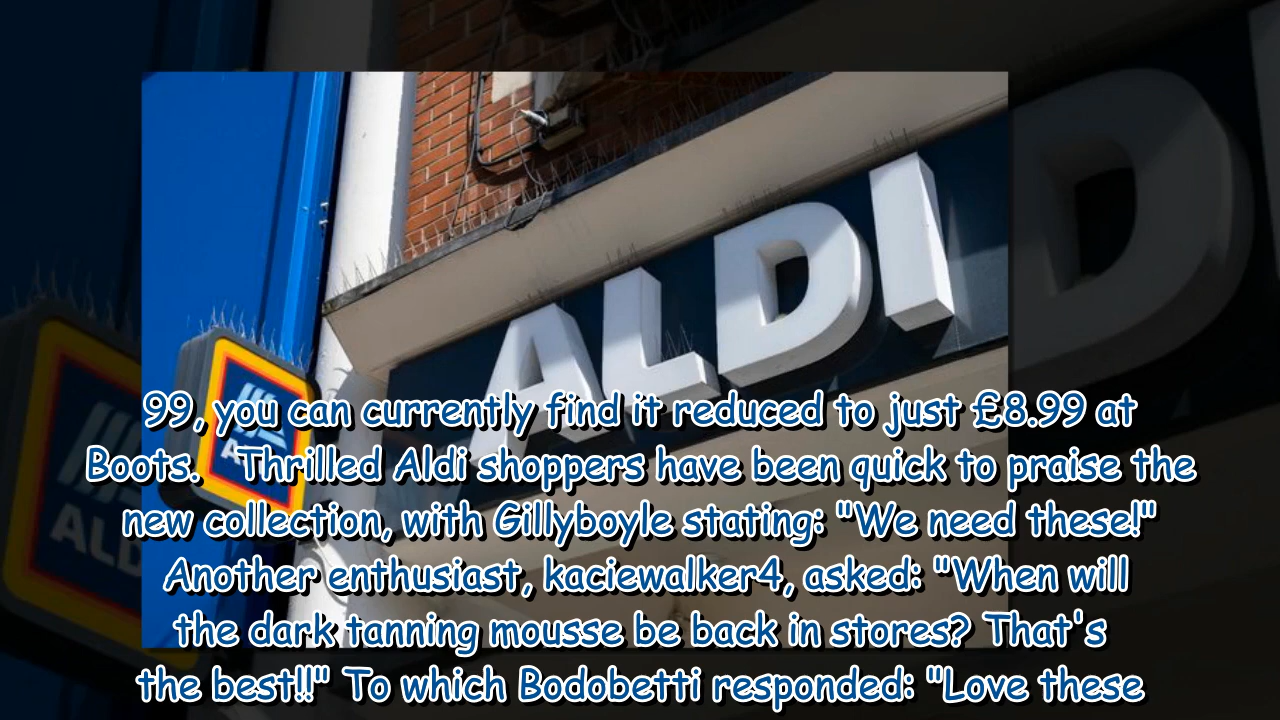 ALDI
99, you can currently find it reduced to just £8.99 at
Boots.   Thrilled Aldi shoppers have been quick to praise the
new collection, with Gillyboyle stating: "We need these!"
Another enthusiast, kaciewalker4, asked: "When will
the dark tanning mousse be back in stores? That's
the best!!" To which Bodobetti responded: "Love these